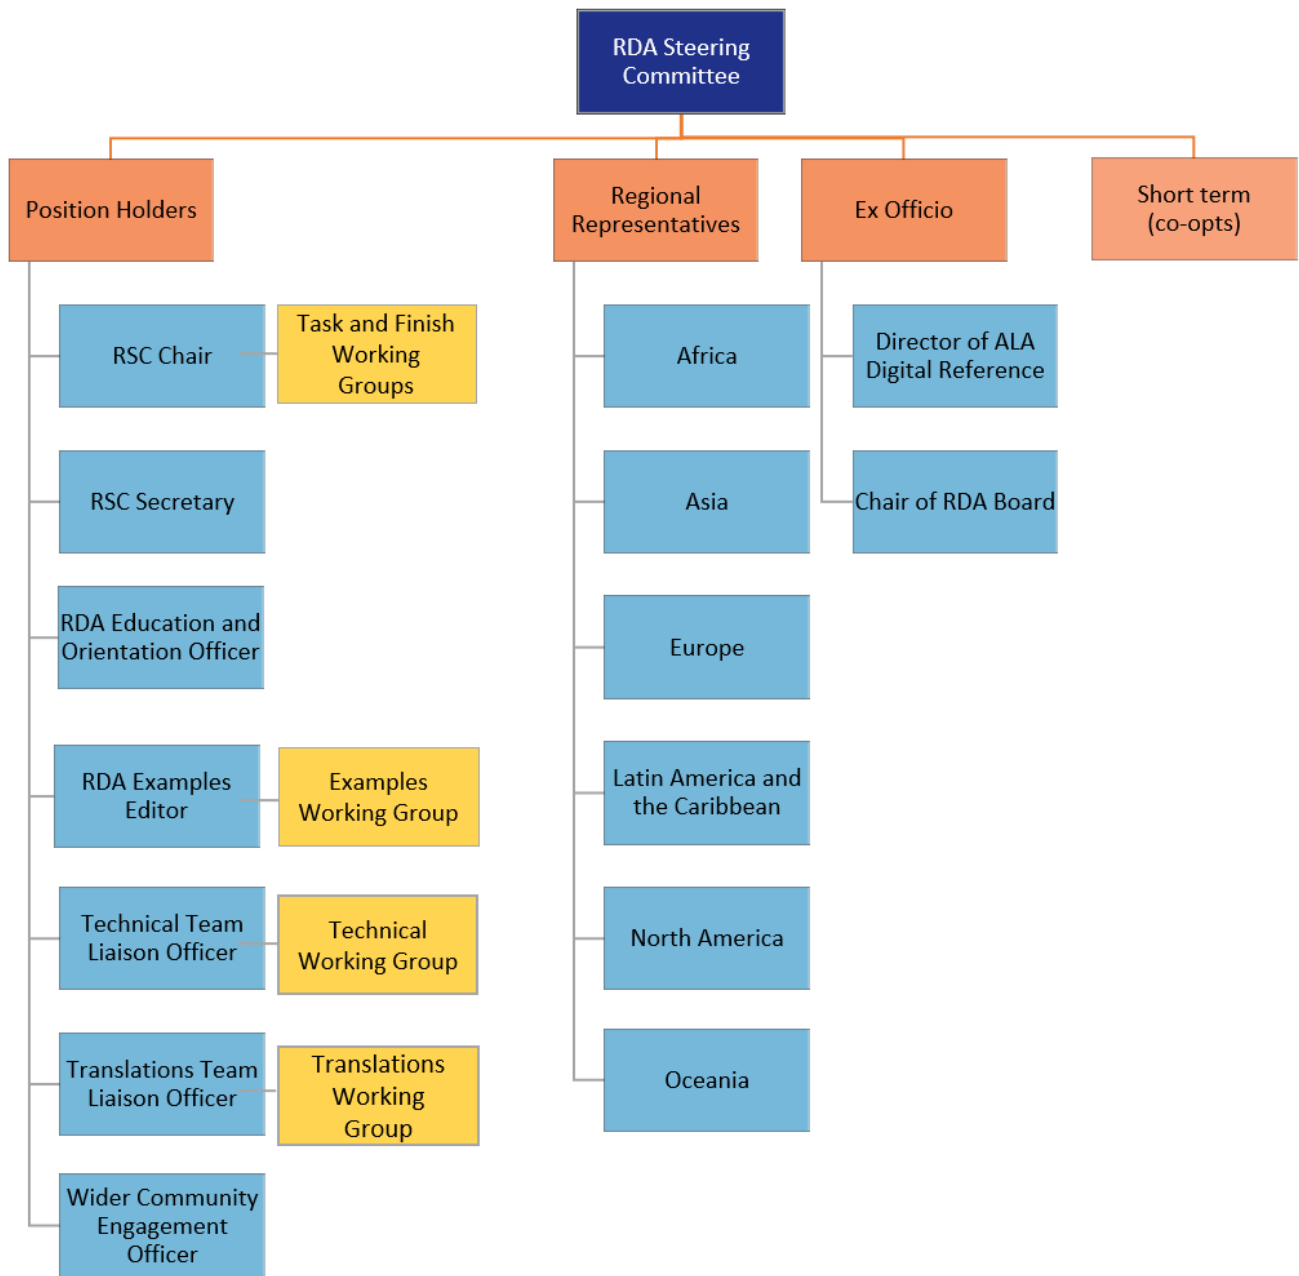 RDA Steering
Committee
Position Holders
Regional
Representatives
Ex Officio
Short term
(co-opts)
RSC Chair
Task and Finish
Working
Groups
Africa
Director of ALA
Digital Reference
RSC Secretary
Asia
Chair of RDA Board
RDA Education and
Orientation Officer
Europe
RDA Examples
Editor
Examples
Working Group
Latin America and
the Caribbean
Technical Team
Liaison Officer
Technical
Working Group
North America
Translations Team
Liaison Officer
Translations
Working
Group
Oceania
Wider Community
Engagement
Officer